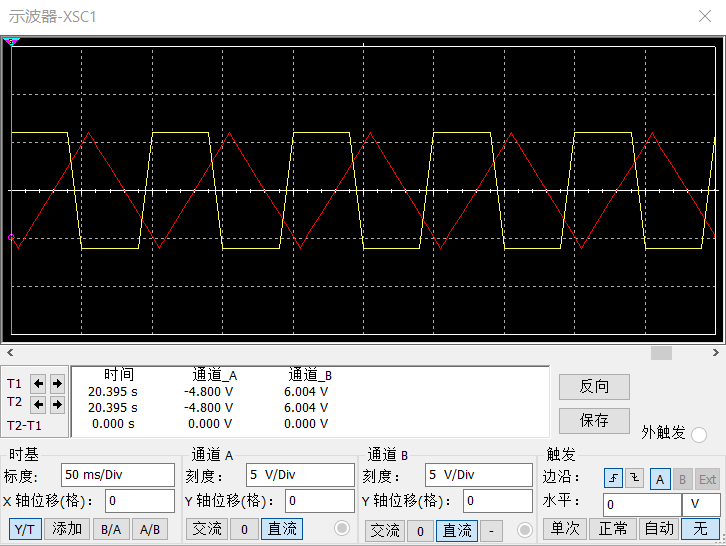 示波器-XSC1
时间 通道_A 通道_B
T1 20.395 s -4.800 V 6.004 V
T2 20.395 s -4.800 V 6.004 V
T2-T1 0.000 s 0.000 V 0.000 V
反向
保存
外触发
时基 通道 A 通道 B 触发
标度: 50 ms/Div 刻度: 5 V/Div 刻度: 5 V/Div 边沿: A B Ext
X 轴位移(格): 0 Y 轴位移(格): 0 Y 轴位移(格): 0 水平: 0 V
Y/T 添加 B/A A/B 交流 0 直流 交流 0 直流 - 单次 正常 自动 无